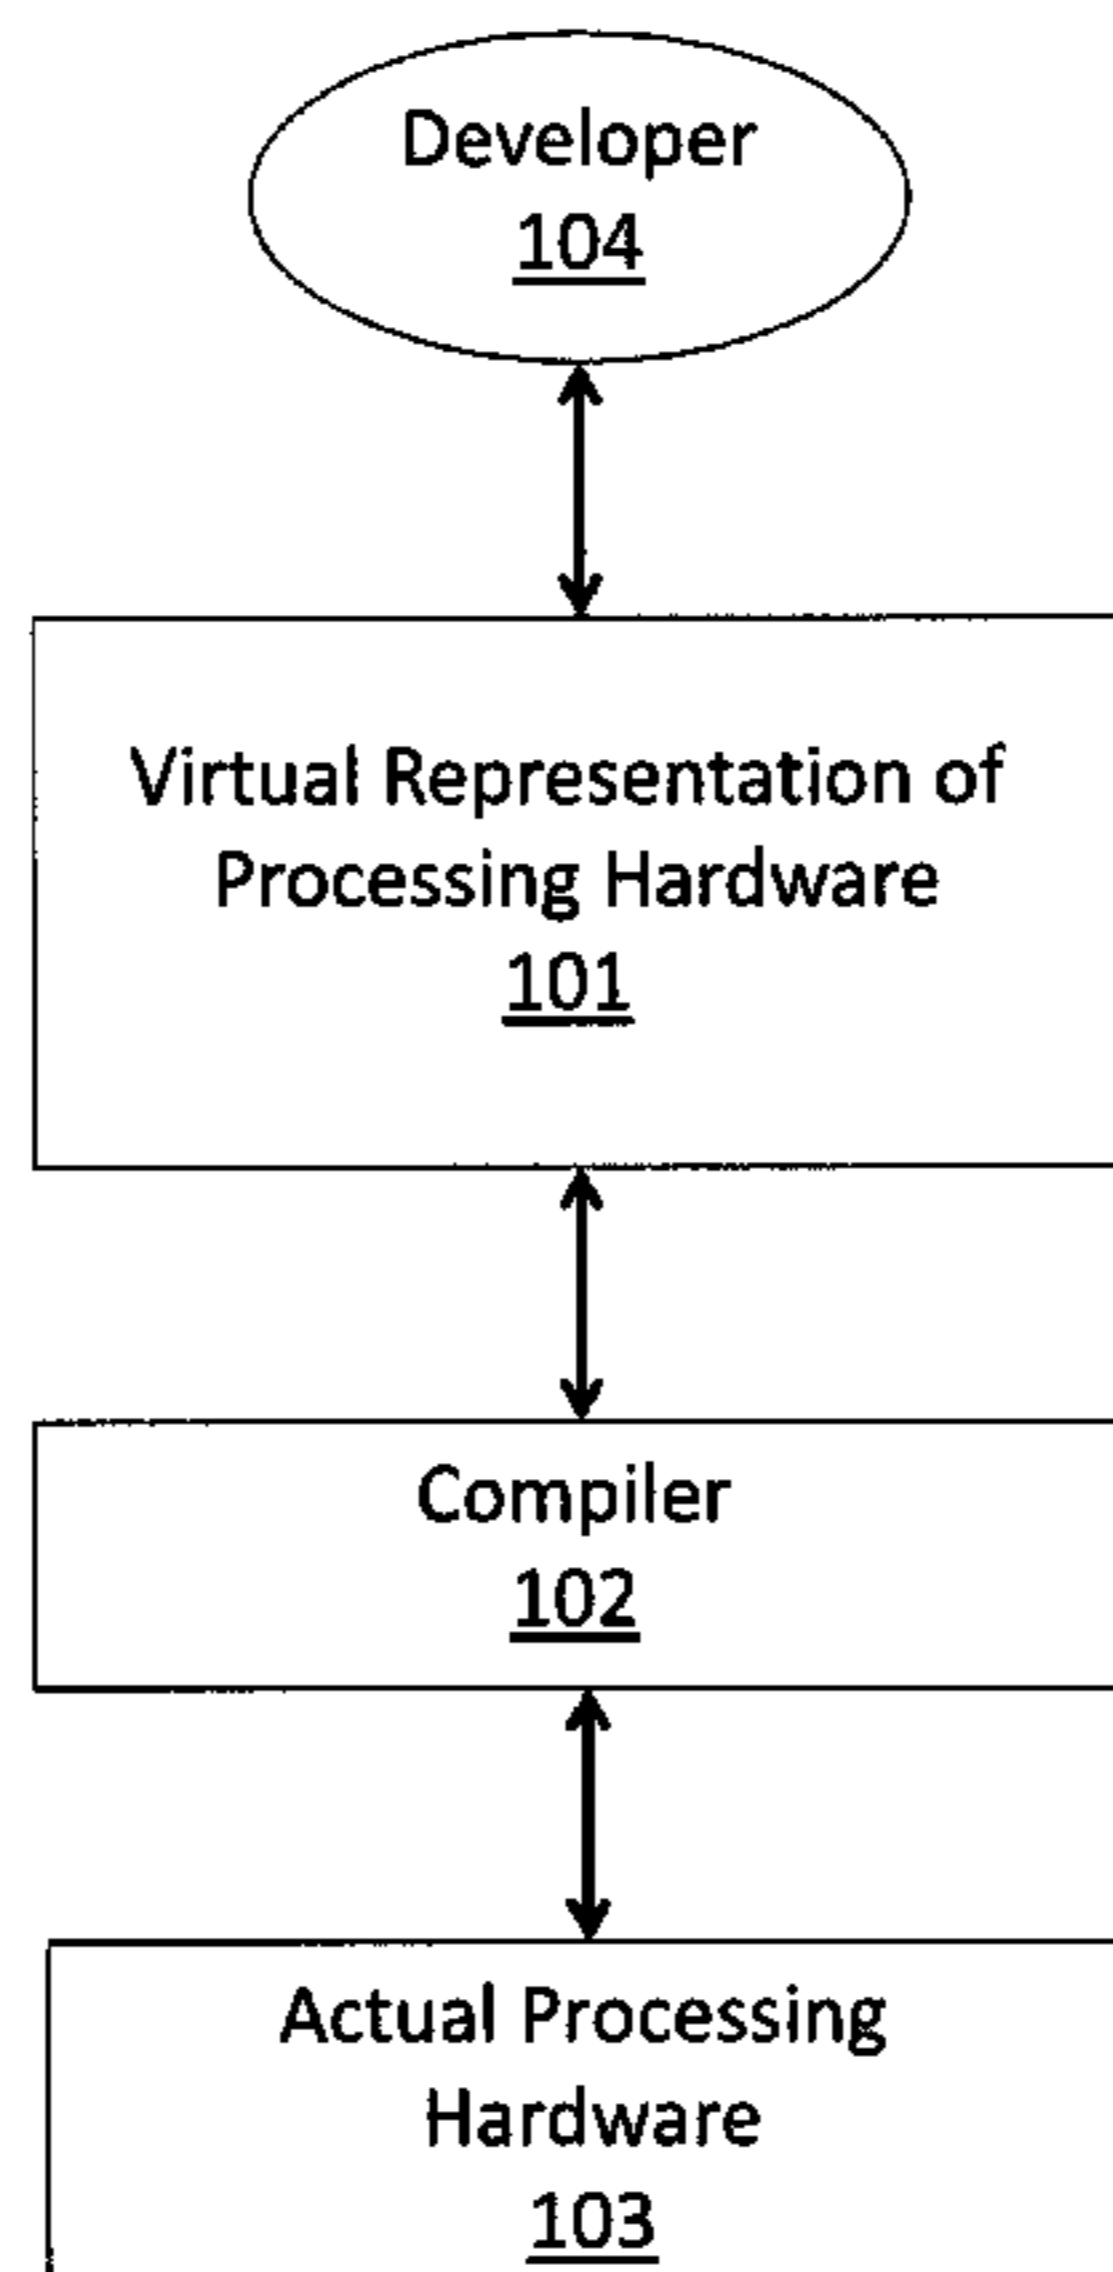 Developer
104
Virtual Representation of
Processing Hardware
101
Compiler
102
Actual Processing
Hardware
103